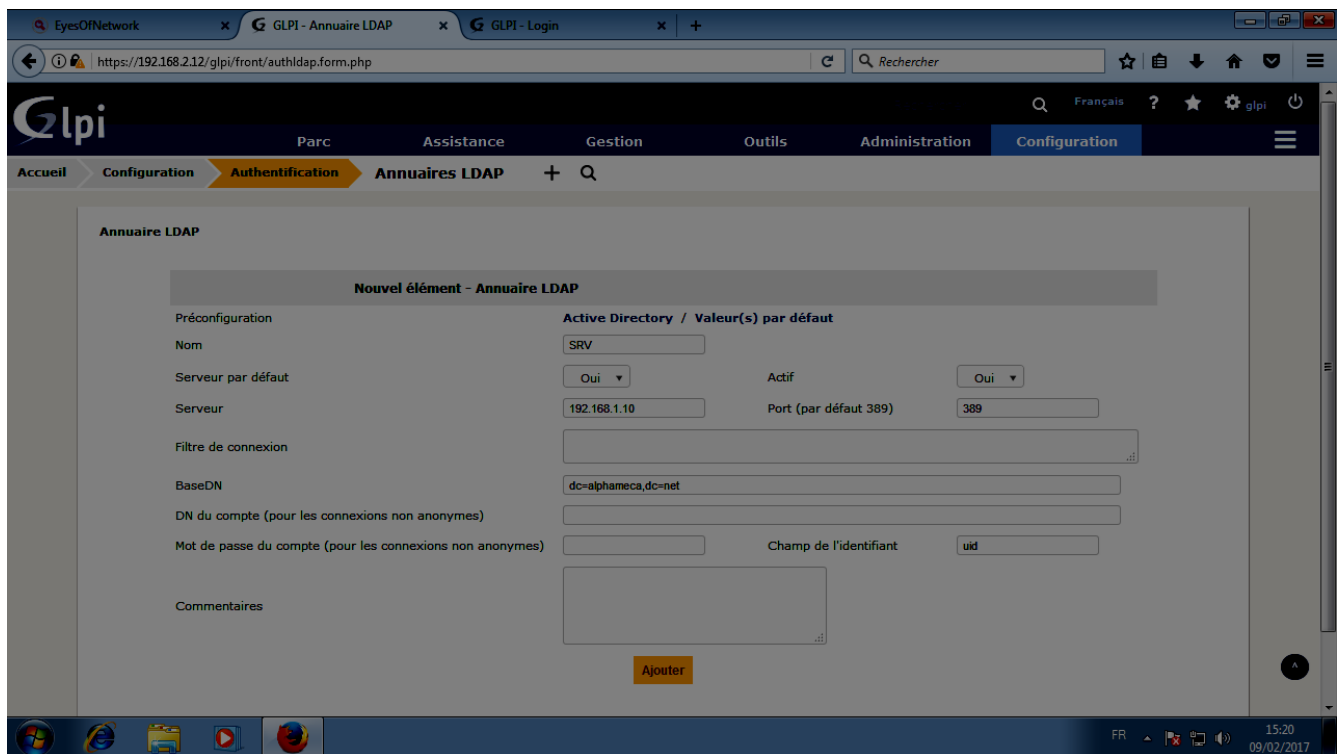 EyesOfNetwork
GLPI - Annuaire LDAP
GLPI - Login
https://192.168.2.12/glpi/front/authldap.form.php
Rechercher
Glpi
Français ? glpi
Parc Assistance Gestion Outils Administration Configuration
Accueil Configuration Authentification Annuaires LDAP
Annuaire LDAP
Nouvel élément - Annuaire LDAP
Préconfiguration Active Directory / Valeur(s) par défaut
Nom SRV
Serveur par défaut Oui Actif Oui
Serveur 192.168.1.10 Port (par défaut 389) 389
Filtre de connexion
BaseDN dc=alphameca,dc=net
DN du compte (pour les connexions non anonymes)
Mot de passe du compte (pour les connexions non anonymes) Champ de l'identifiant uid
Commentaires
Ajouter
FR 15:20
09/02/2017